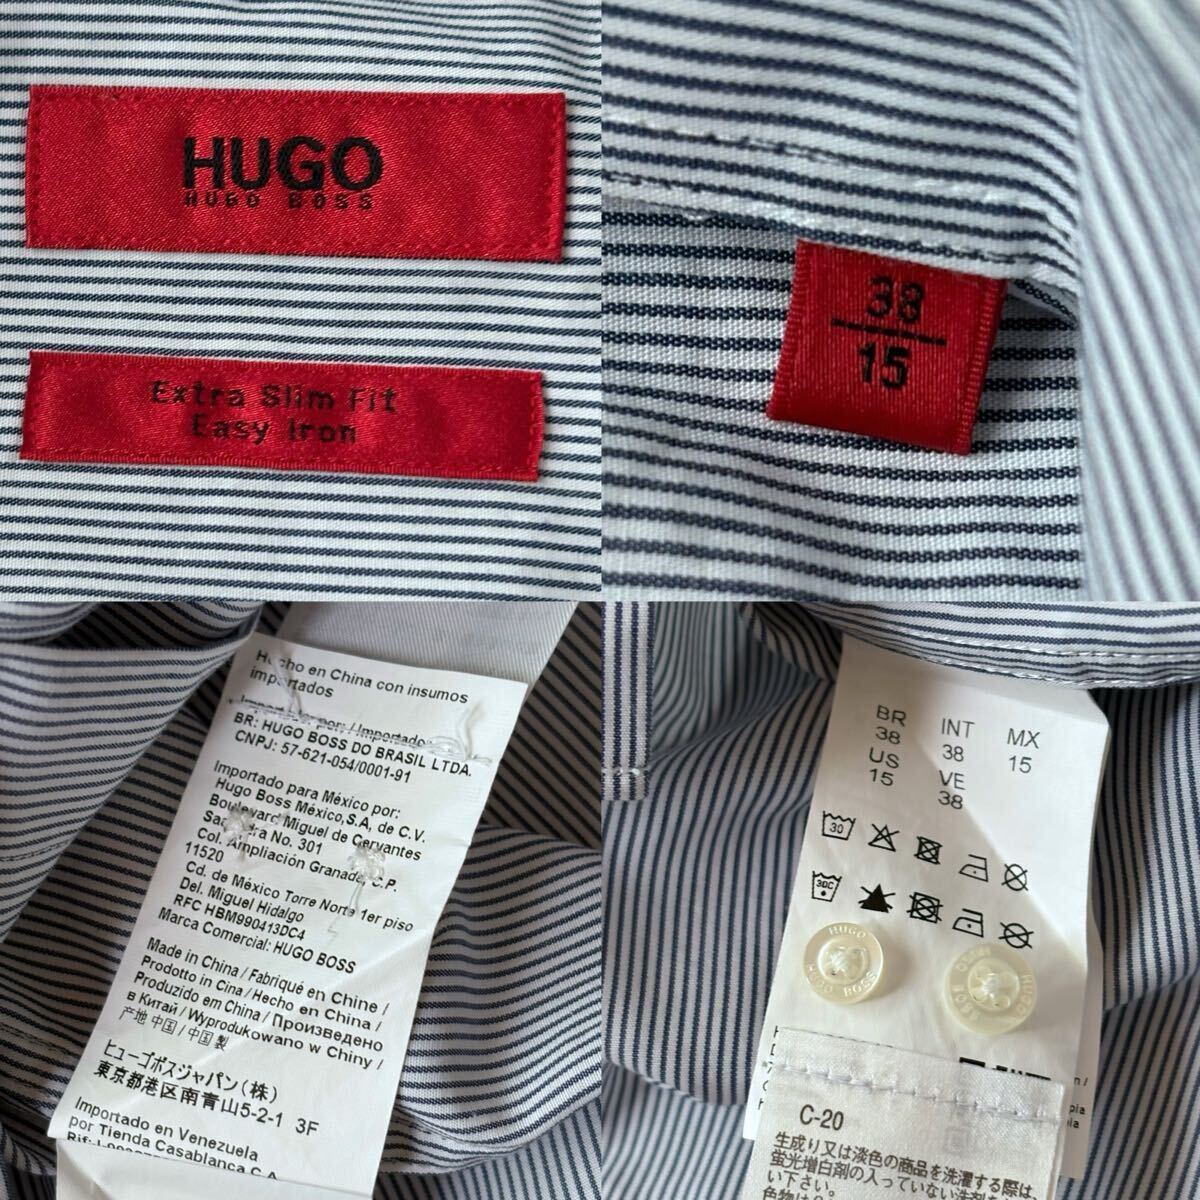 HUGO
HUGO BOSS
Extra Slim Fit
Easy Iron
38
15
Hecho en China con insumos
importados
Importado por: / Importado
BR: HUGO BOSS DO BRASIL LTDA.
CNPJ: 57-621-054/0001-91
Importado para México por:
Hugo Boss México,S.A, de C.V.
Boulevard Miguel de Cervantes
Saavedra No. 301
Col. Ampliación Granada, C.P.
11520
Cd. de México Torre Norte 1er piso
Del. Miguel Hidalgo
RFC HBM990413DC4
Marca Comercial: HUGO BOSS
Made in China / Fabriqué en Chine /
Prodotto in Cina / Hecho en China /
Produzido em China / Произведено
в Китай / Wyprodukowano w Chiny /
产地 中国 / 中国製
ヒューゴボスジャパン(株)
東京都港区南青山5-2-1 3F
Importado en Venezuela
por Tienda Casablanca C.A
BR
38
US
15
INT
38
VE
38
MX
15
30
30C
HUGO
HUGO BOSS
HUGO BOSS
C-20
生成り又は淡色の商品を洗濯する際は
蛍光増白剤の入っていない洗剤
い下さい。